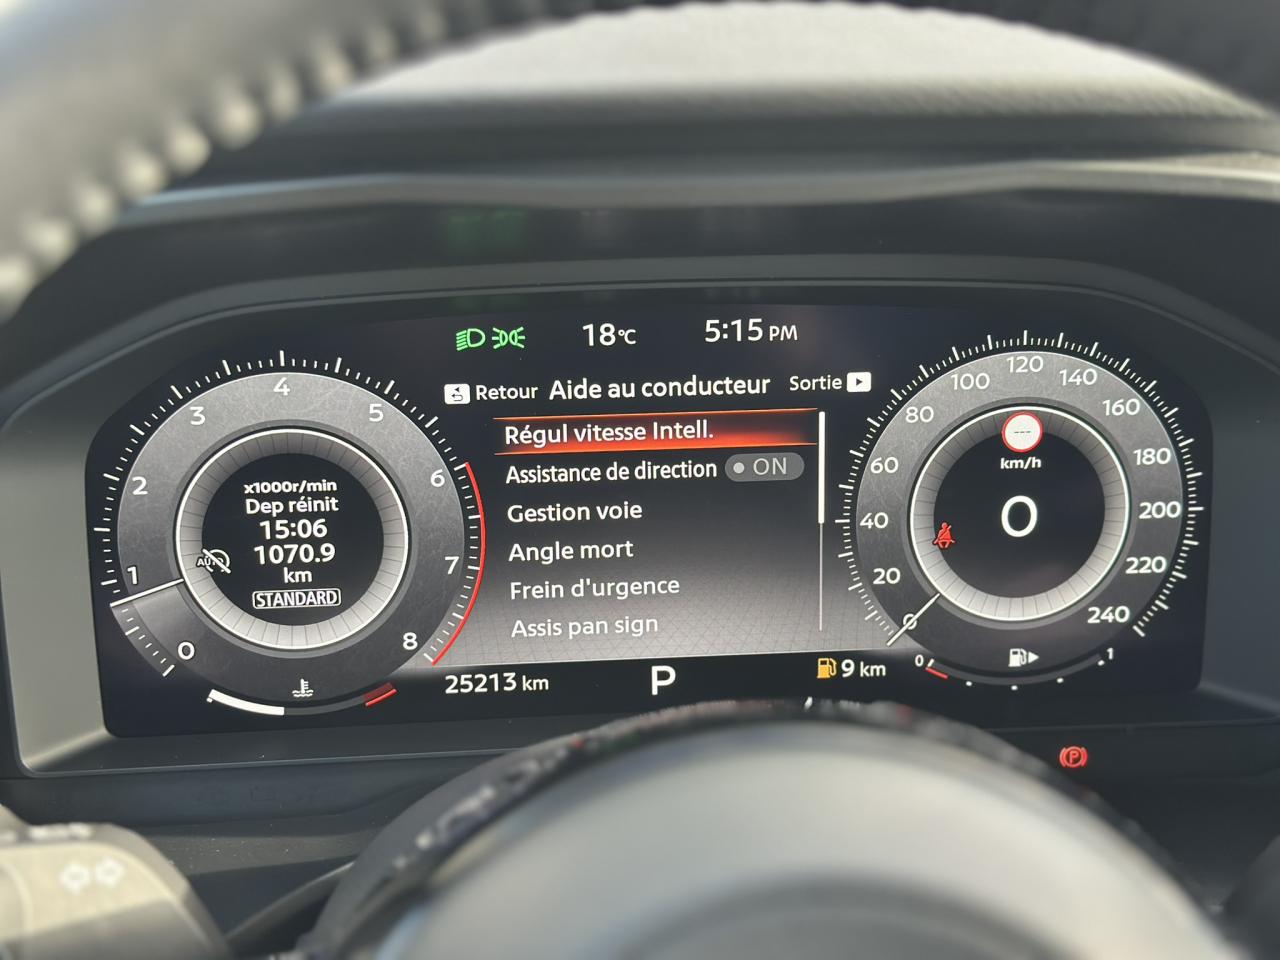 18°C
5:15 PM
Retour
Aide au conducteur
Sortie
Régul vitesse Intell.
Assistance de direction ON
Gestion voie
Angle mort
Frein d'urgence
Assis pan sign
0
1
2
3
4
5
6
7
8
x1000r/min
Dep réinit
15:06
1070.9
km
STANDARD
AUTO
0
20
40
60
80
100
120
140
160
180
200
220
240
---
km/h
0
25213 km
P
9 km
0
1
P